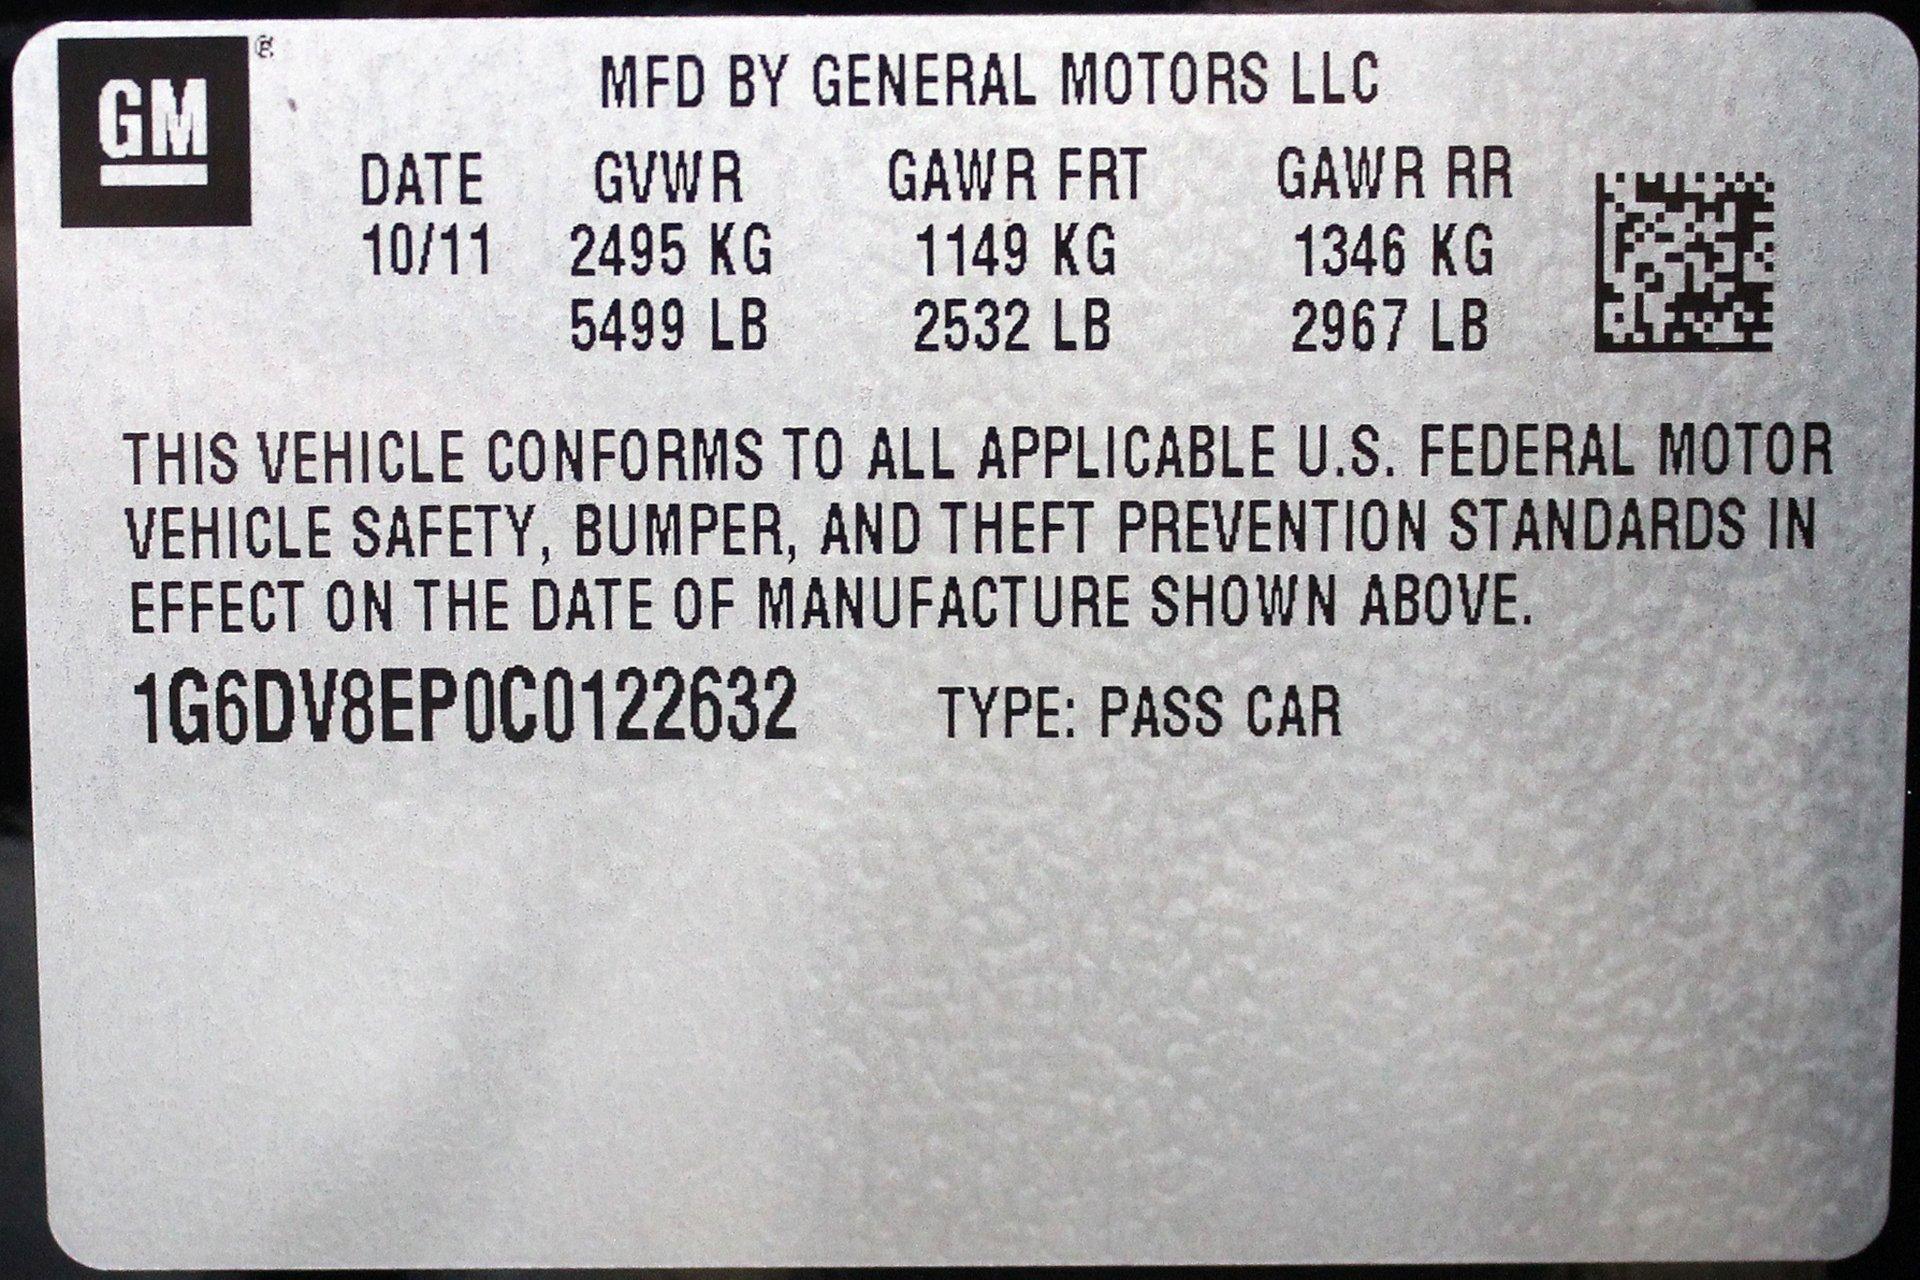 GM®
MFD BY GENERAL MOTORS LLC
DATE GVWR GAWR FRT GAWR RR
10/11 2495 KG 1149 KG 1346 KG
5499 LB 2532 LB 2967 LB
THIS VEHICLE CONFORMS TO ALL APPLICABLE U.S. FEDERAL MOTOR
VEHICLE SAFETY, BUMPER, AND THEFT PREVENTION STANDARDS IN
EFFECT ON THE DATE OF MANUFACTURE SHOWN ABOVE.
1G6DV8EP0C0122632 TYPE: PASS CAR